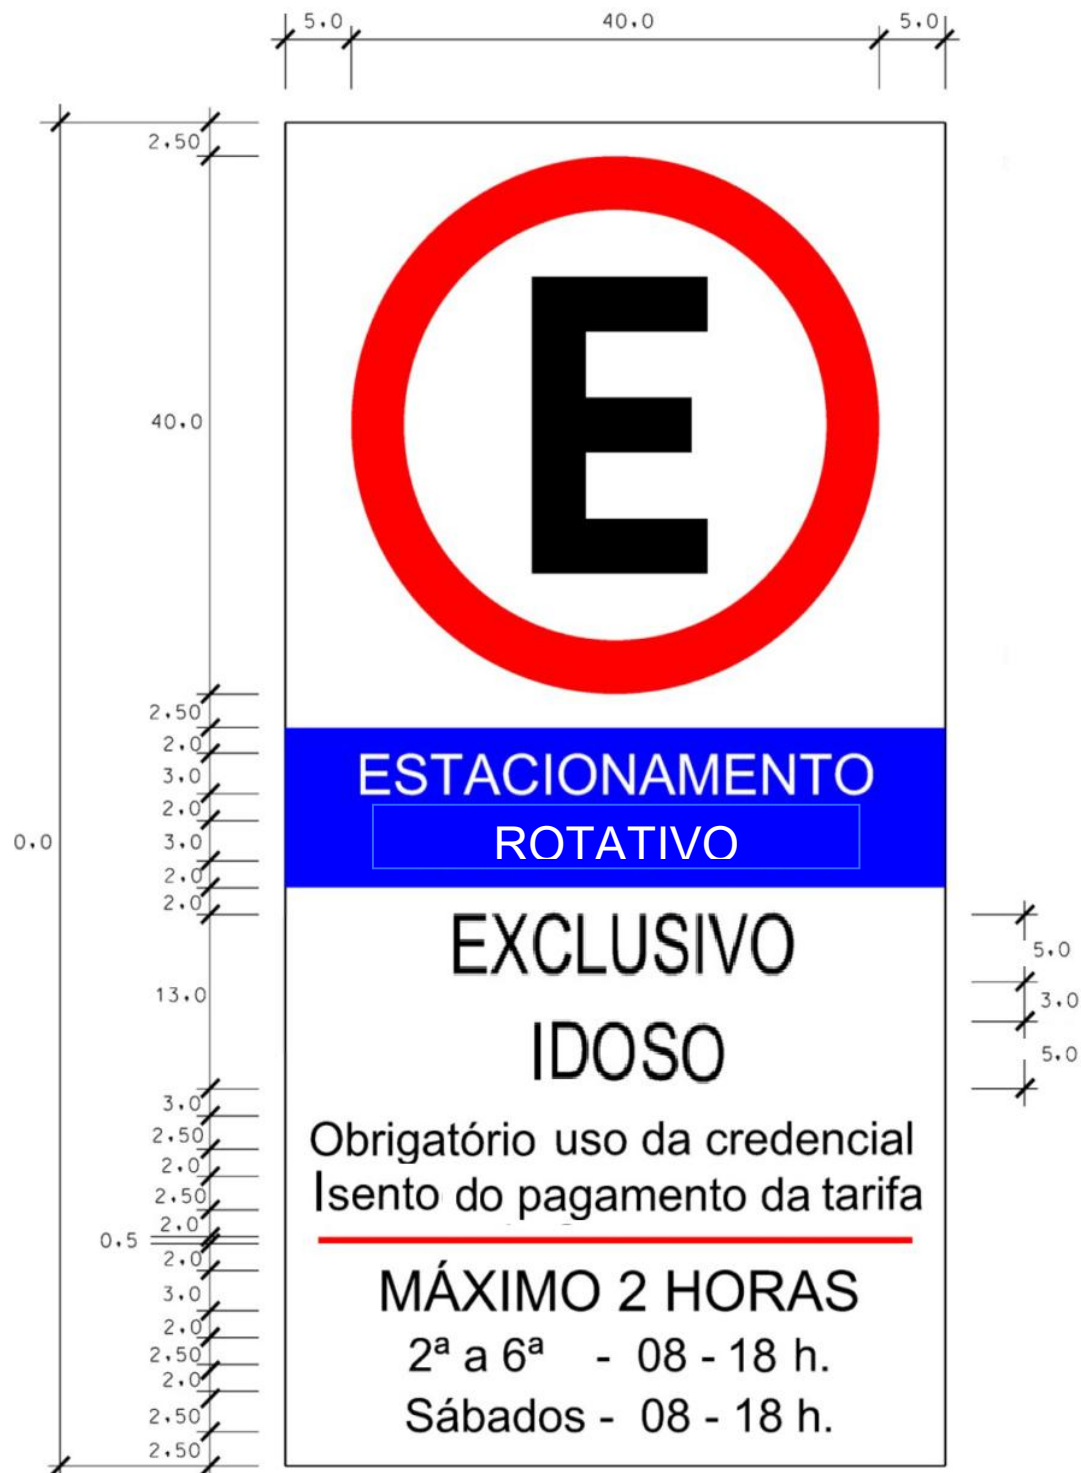 5,0 40,0 5,0
2,50
E
40,0
2,50
2,0
ESTACIONAMENTO
3,0
2,0
ROTATIVO
3,0
0,0
2,0
2,0
EXCLUSIVO
5,0
13,0
3,0
IDOSO
5,0
3,0
2,50
Obrigatório uso da credencial
2,0
2,50
Isento do pagamento da tarifa
2,0
0,5
2,0
3,0
MÁXIMO 2 HORAS
2,0
2,50
2ª a 6ª - 08 - 18 h.
2,0
2,50
Sábados - 08 - 18 h.
2,50